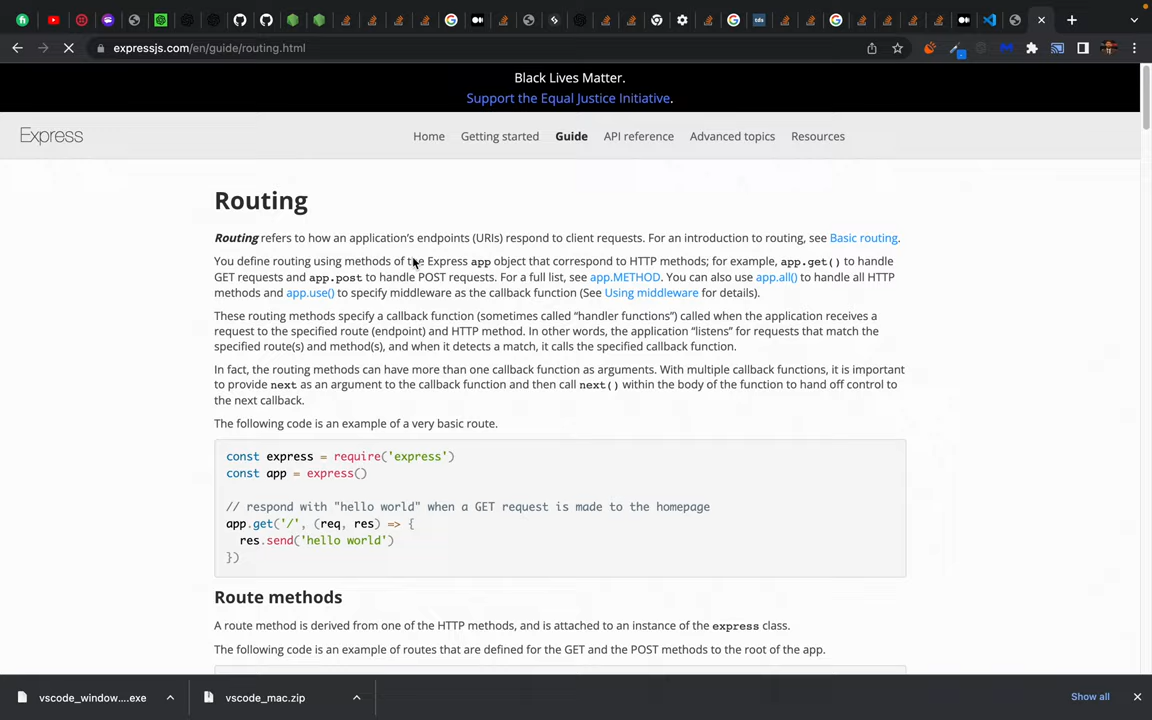 expressjs.com/en/guide/routing.html
Black Lives Matter.
Support the Equal Justice Initiative.
Express
Home Getting started Guide API reference Advanced topics Resources
Routing
Routing refers to how an application's endpoints (URIs) respond to client requests. For an introduction to routing, see Basic routing.
You define routing using methods of the Express app object that correspond to HTTP methods; for example, app.get() to handle
GET requests and app.post to handle POST requests. For a full list, see app.METHOD. You can also use app.all() to handle all HTTP
methods and app.use() to specify middleware as the callback function (See Using middleware for details).
These routing methods specify a callback function (sometimes called “handler functions”) called when the application receives a
request to the specified route (endpoint) and HTTP method. In other words, the application “listens” for requests that match the
specified route(s) and method(s), and when it detects a match, it calls the specified callback function.
In fact, the routing methods can have more than one callback function as arguments. With multiple callback functions, it is important
to provide next as an argument to the callback function and then call next() within the body of the function to hand off control to
the next callback.
The following code is an example of a very basic route.
const express = require('express')
const app = express()
// respond with "hello world" when a GET request is made to the homepage
app.get('/', (req, res) => {
res.send('hello world')
})
Route methods
A route method is derived from one of the HTTP methods, and is attached to an instance of the express class.
The following code is an example of routes that are defined for the GET and the POST methods to the root of the app.
vscode_window....exe
vscode_mac.zip
Show all